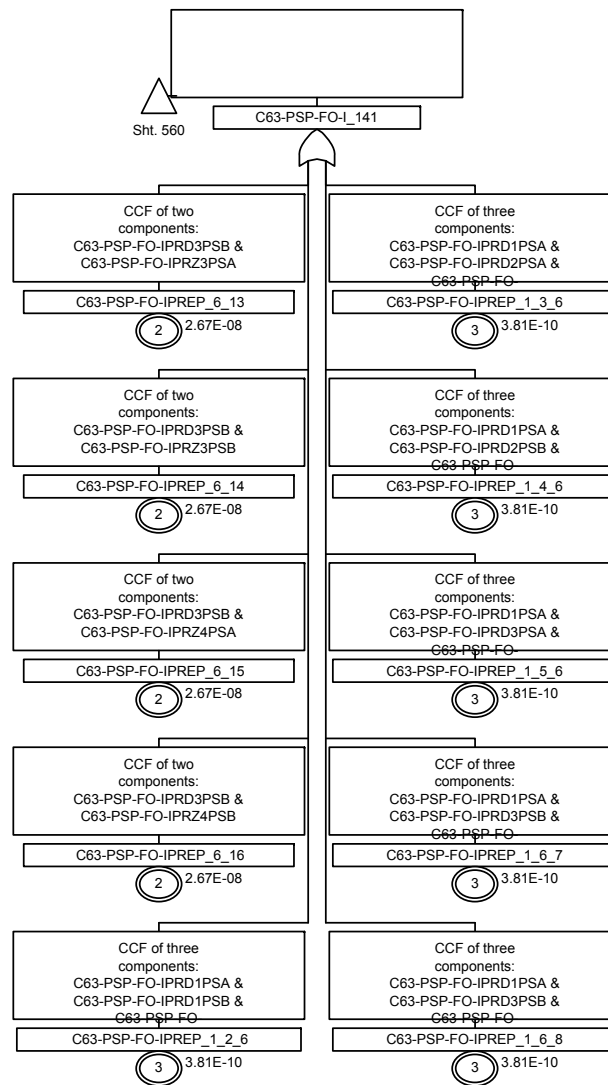 Sht. 560
C63-PSP-FO-I_141
CCF of two
components:
C63-PSP-FO-IPRD3PSB &
C63-PSP-FO-IPRZ3PSA
C63-PSP-FO-IPREP_6_13
2
2.67E-08
CCF of three
components:
C63-PSP-FO-IPRD1PSA &
C63-PSP-FO-IPRD2PSA &
C63-PSP-FO-
C63-PSP-FO-IPREP_1_3_6
3
3.81E-10
CCF of two
components:
C63-PSP-FO-IPRD3PSB &
C63-PSP-FO-IPRZ3PSB
C63-PSP-FO-IPREP_6_14
2
2.67E-08
CCF of three
components:
C63-PSP-FO-IPRD1PSA &
C63-PSP-FO-IPRD2PSB &
C63-PSP-FO
C63-PSP-FO-IPREP_1_4_6
3
3.81E-10
CCF of two
components:
C63-PSP-FO-IPRD3PSB &
C63-PSP-FO-IPRZ4PSA
C63-PSP-FO-IPREP_6_15
2
2.67E-08
CCF of three
components:
C63-PSP-FO-IPRD1PSA &
C63-PSP-FO-IPRD3PSA &
C63-PSP-FO-
C63-PSP-FO-IPREP_1_5_6
3
3.81E-10
CCF of two
components:
C63-PSP-FO-IPRD3PSB &
C63-PSP-FO-IPRZ4PSB
C63-PSP-FO-IPREP_6_16
2
2.67E-08
CCF of three
components:
C63-PSP-FO-IPRD1PSA &
C63-PSP-FO-IPRD3PSB &
C63-PSP-FO
C63-PSP-FO-IPREP_1_6_7
3
3.81E-10
CCF of three
components:
C63-PSP-FO-IPRD1PSA &
C63-PSP-FO-IPRD1PSB &
C63-PSP-FO
C63-PSP-FO-IPREP_1_2_6
3
3.81E-10
CCF of three
components:
C63-PSP-FO-IPRD1PSA &
C63-PSP-FO-IPRD3PSB &
C63-PSP-FO
C63-PSP-FO-IPREP_1_6_8
3
3.81E-10